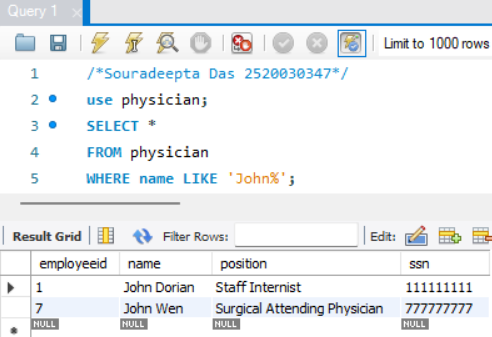 Query 1
Limit to 1000 rows
1 /*Souradeepta Das 2520030347*/
2 use physician;
3 SELECT *
4 FROM physician
5 WHERE name LIKE 'John%';
Result Grid Filter Rows: Edit:
employeeid name position ssn
1 John Dorian Staff Internist 111111111
7 John Wen Surgical Attending Physician 777777777
NULL NULL NULL NULL